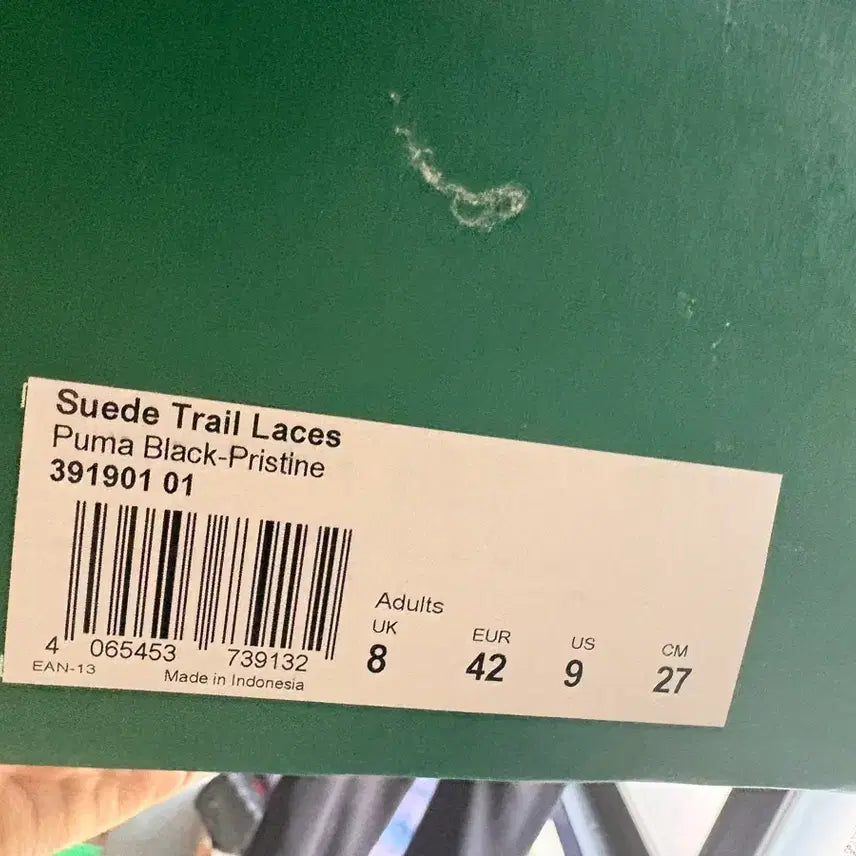 Suede Trail Laces
Puma Black-Pristine
391901 01
4 065453 739132
EAN-13
Made in Indonesia
Adults
UK EUR US CM
8 42 9 27